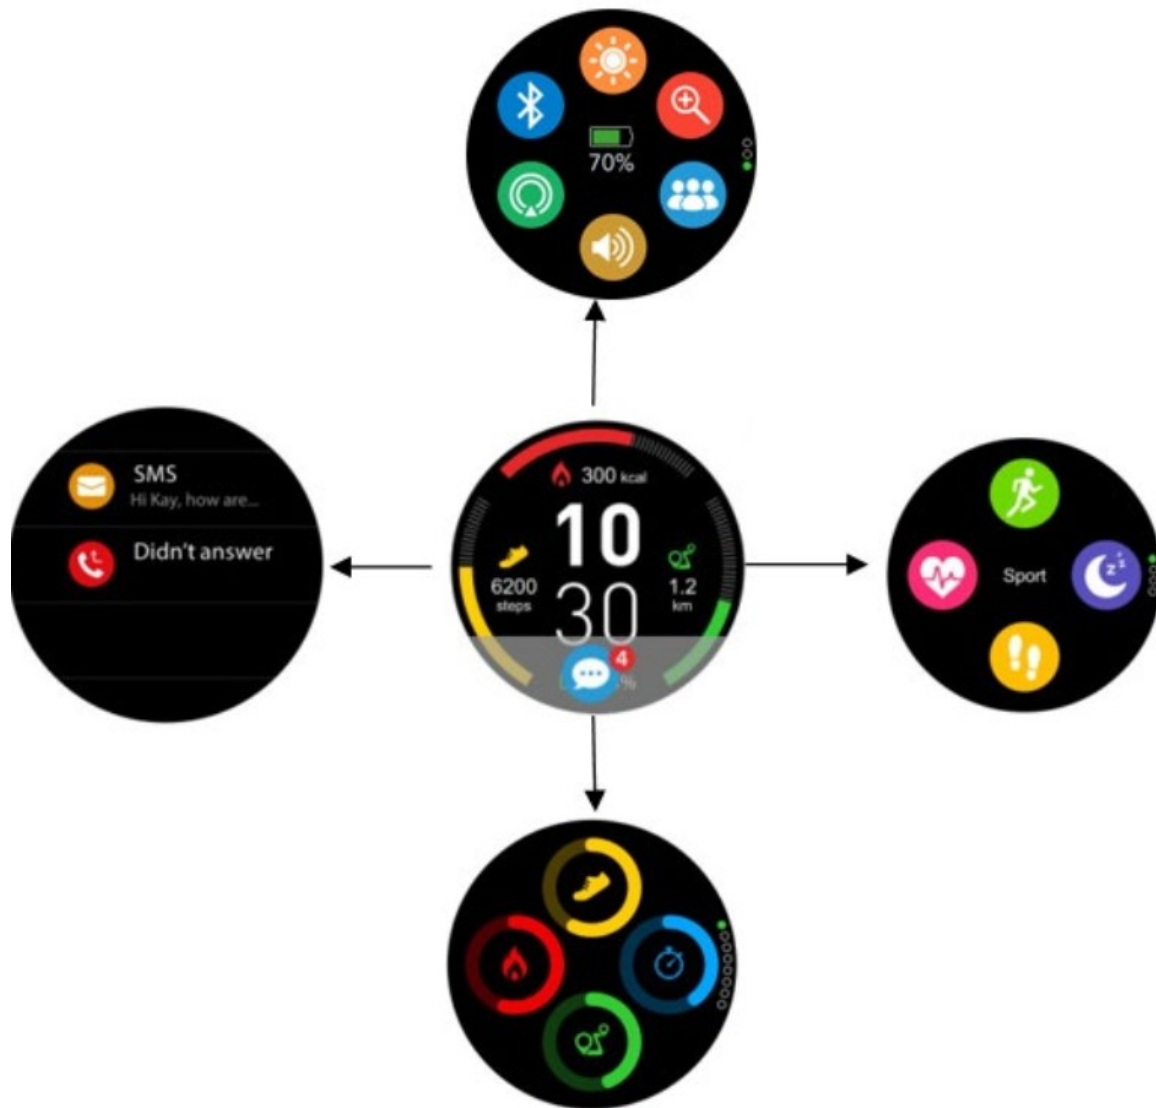 70%
SMS
Hi Kay, how are...
Didn't answer
300 kcal
10
6200
steps
1.2
km
30
4
%
Sport
z z